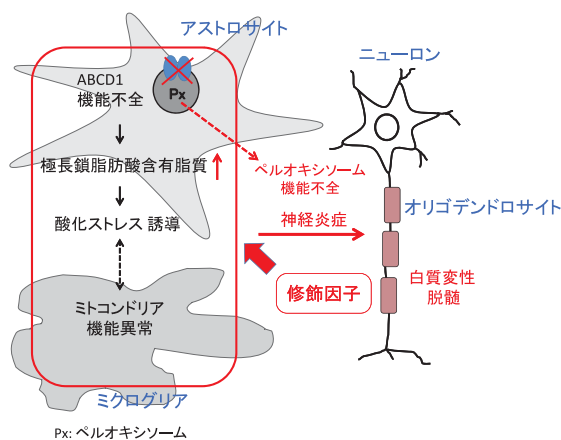 アストロサイト
ニューロン
ABCD1
機能不全
Px
極長鎖脂肪酸含有脂質
ペルオキシソーム
機能不全
オリゴデンドロサイト
酸化ストレス 誘導
神経炎症
白質変性
脱髄
修飾因子
ミトコンドリア
機能異常
ミクログリア
Px: ペルオキシソーム